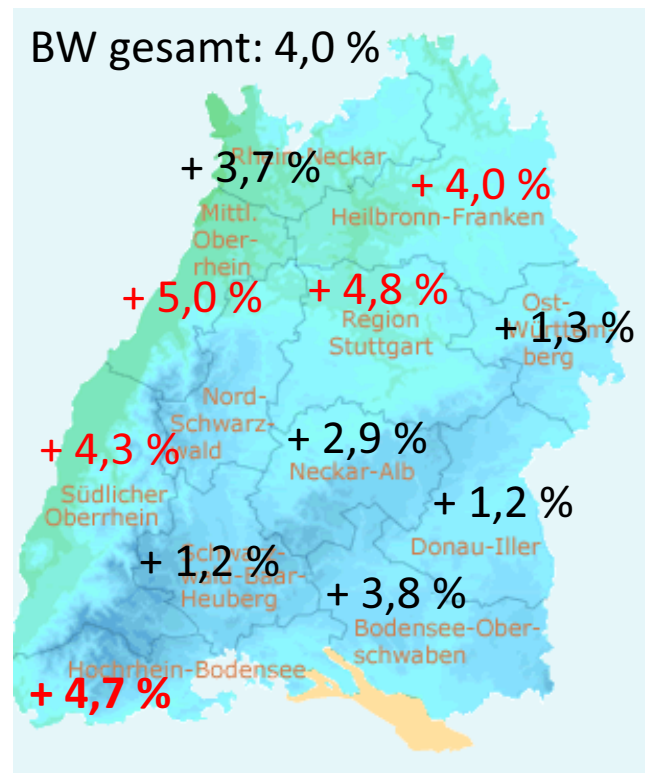 BW gesamt: 4,0 %
Rhein-Neckar
+ 3,7 %
+ 4,0 %
Heilbronn-Franken
Mittl.
Ober-
rhein
+ 5,0 %
+ 4,8 %
Region
Stuttgart
Ost-
Württem-
berg
+ 1,3 %
Nord-
Schwarz-
wald
+ 4,3 %
Südlicher
Oberrhein
+ 2,9 %
Neckar-Alb
+ 1,2 %
Donau-Iller
+ 1,2 %
Schwarz-
wald-Baar-
Heuberg
+ 3,8 %
Bodensee-Ober-
schwaben
Hochrhein-Bodensee
+ 4,7 %